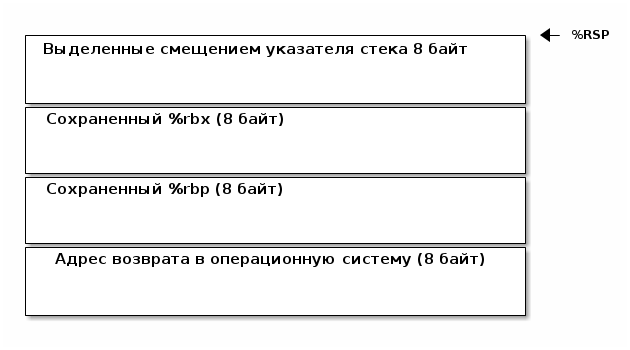 %RSP
Выделенные смещением указателя стека 8 байт
Сохраненный %rbx (8 байт)
Сохраненный %rbp (8 байт)
Адрес возврата в операционную систему (8 байт)